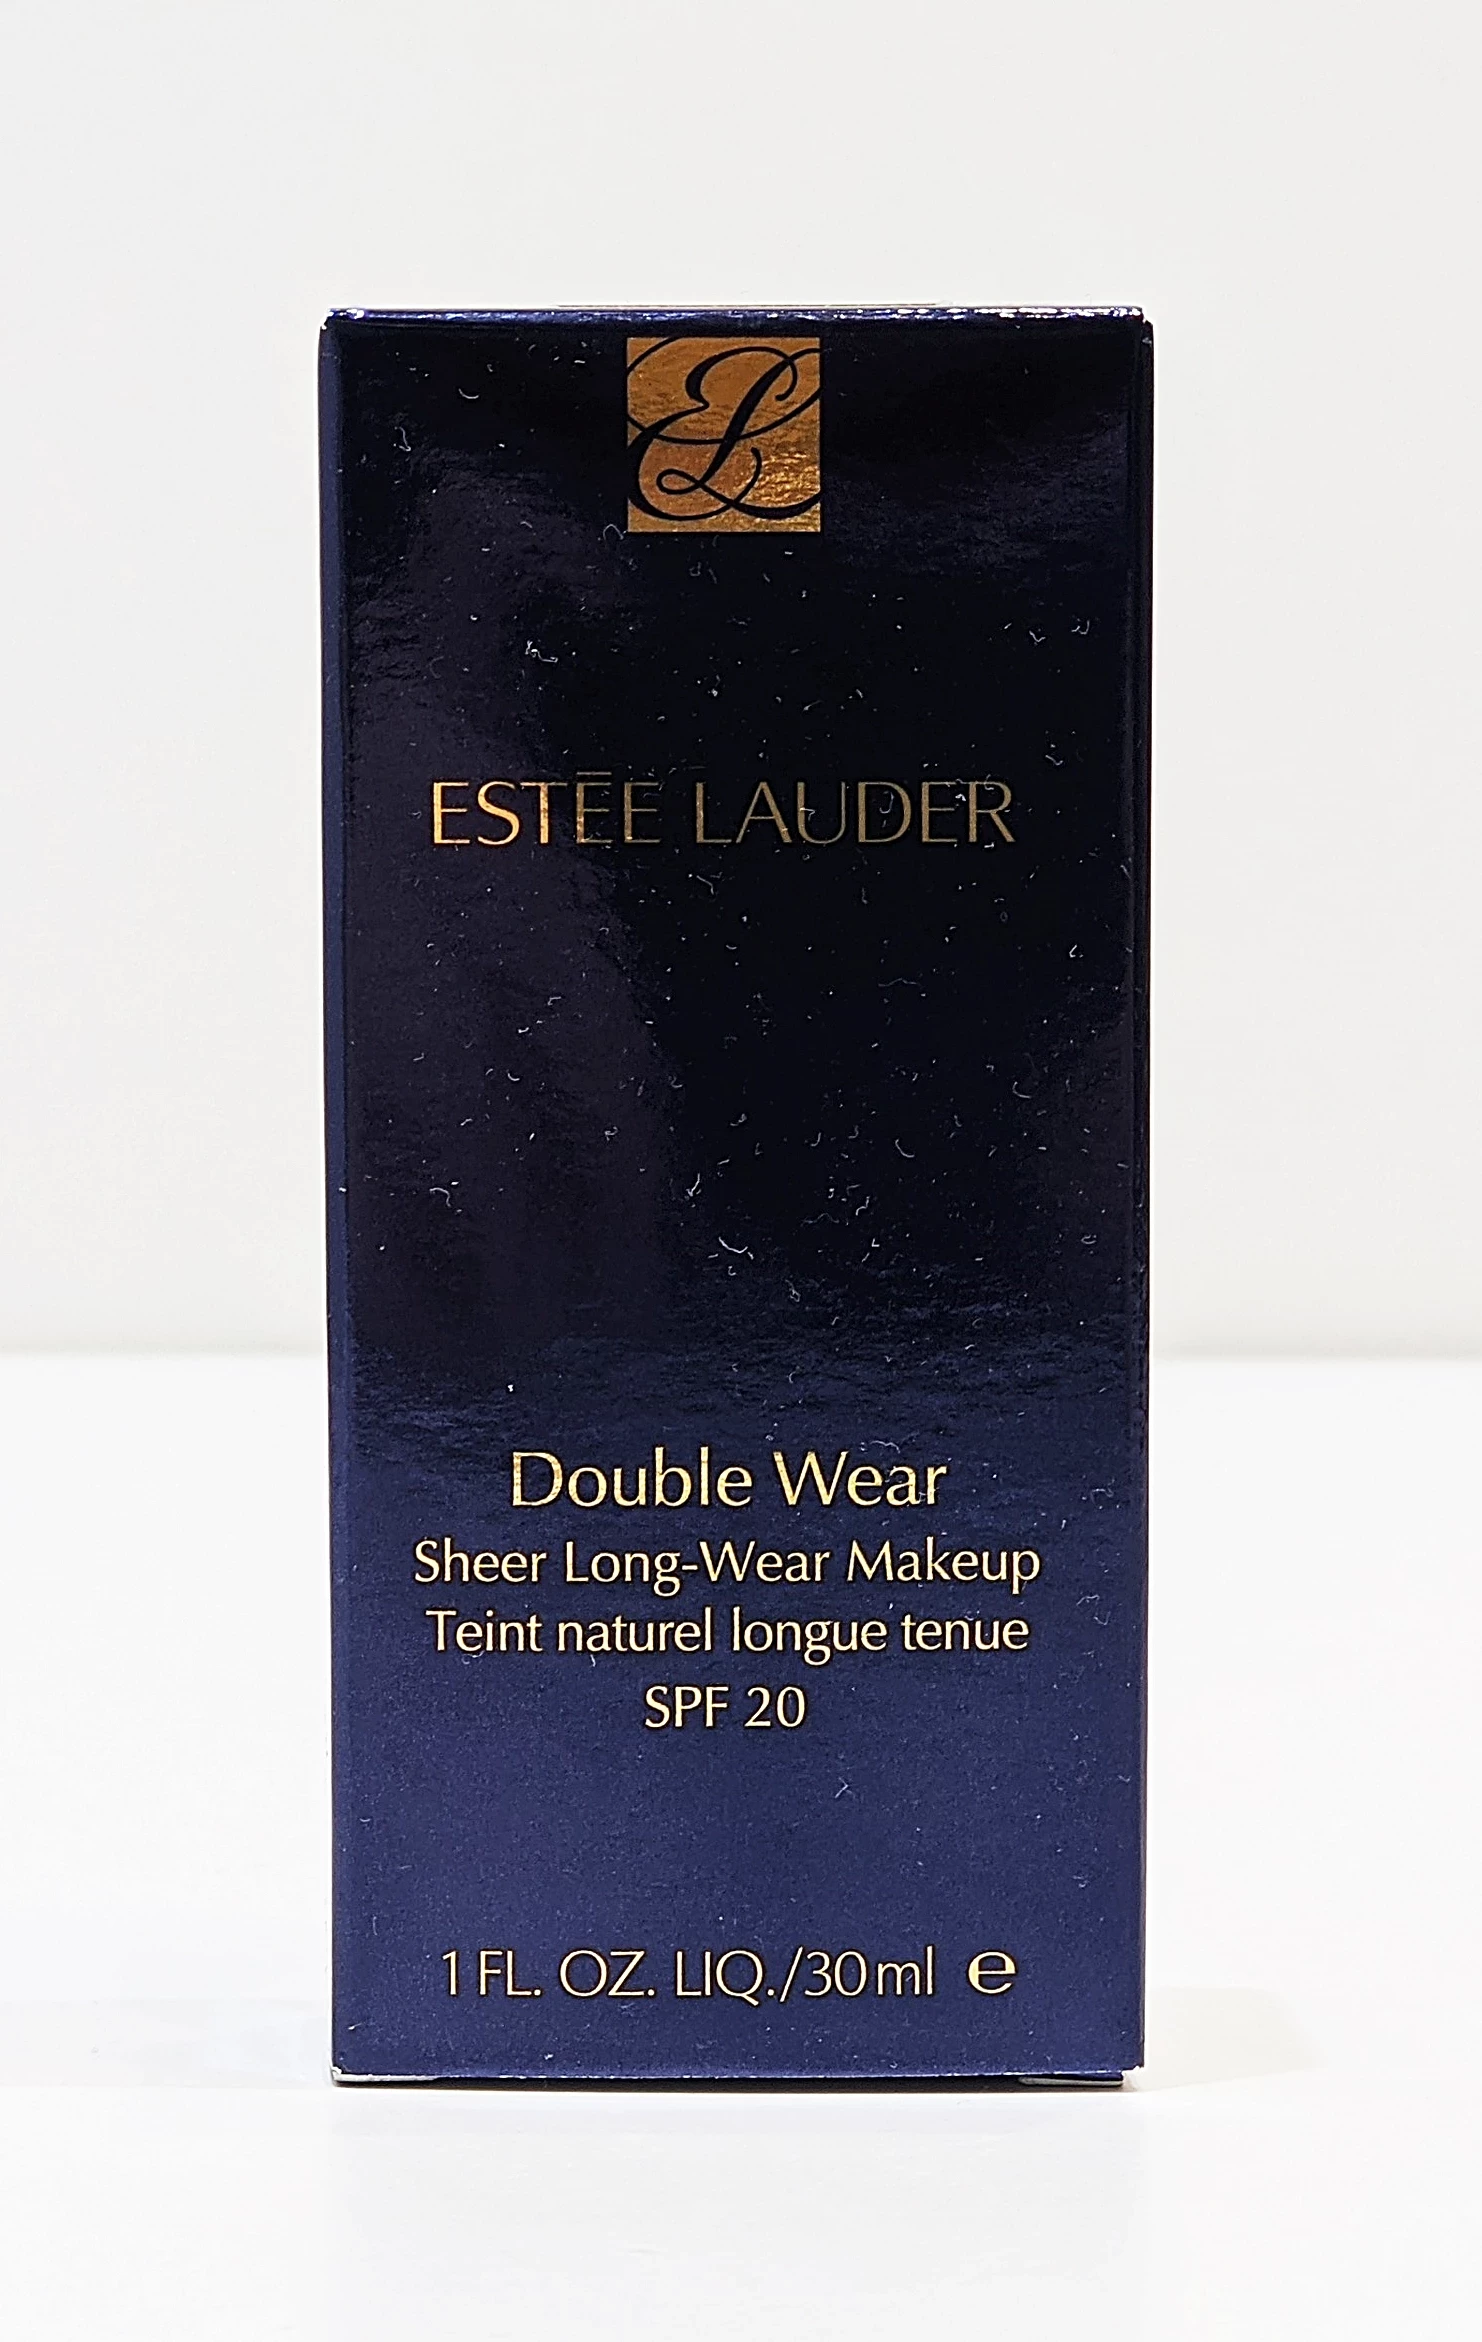 EL
ESTĒE LAUDER
Double Wear
Sheer Long-Wear Makeup
Teint naturel longue tenue
SPF 20
1 FL. OZ. LIQ./30ml ℮